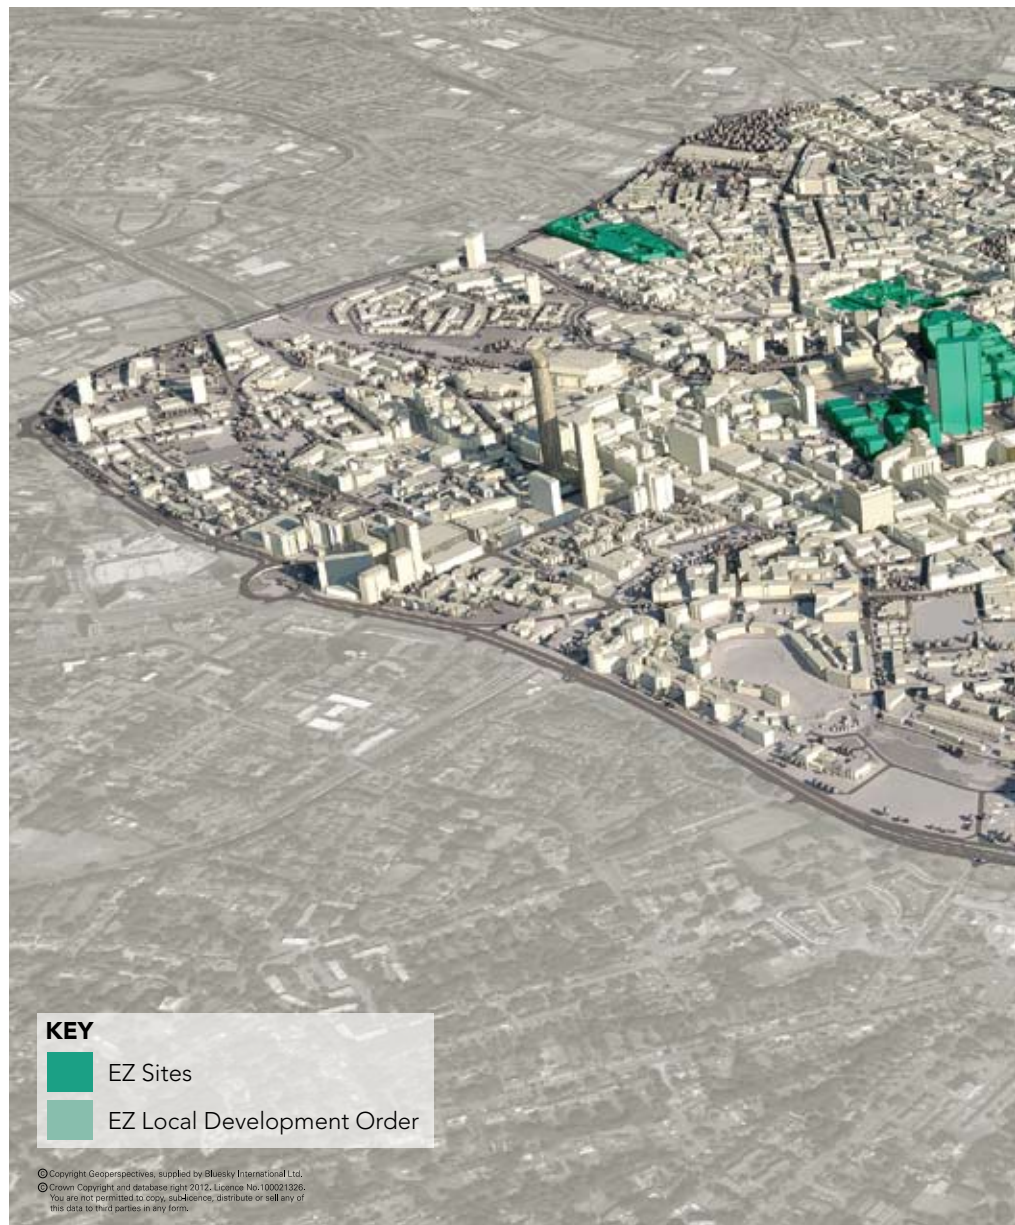 KEY
EZ Sites
EZ Local Development Order
© Copyright Geoperspectives, supplied by Bluesky International Ltd.
© Crown Copyright and database right 2012. Licence No.100021326.
You are not permitted to copy, sub-licence, distribute or sell any of
this data to third parties in any form.